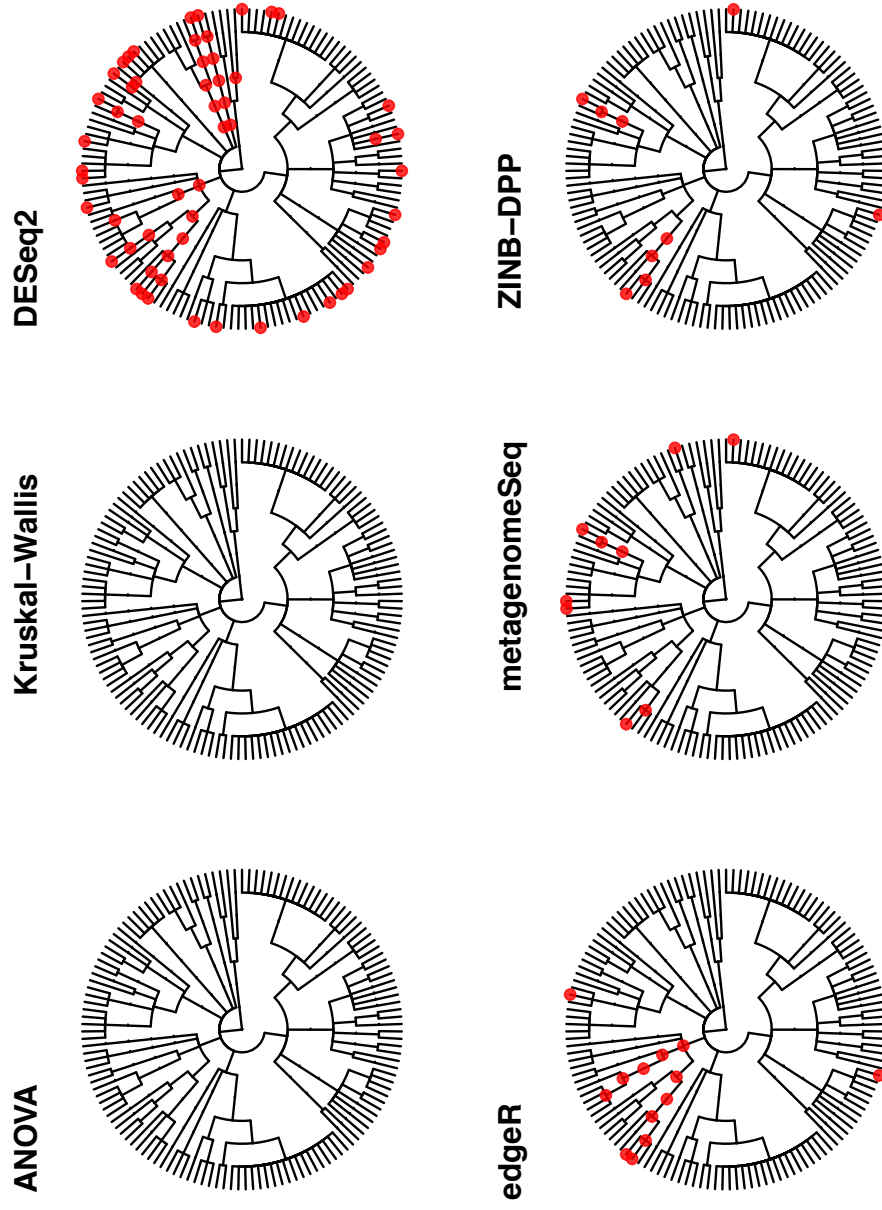 ANOVA
Kruskal−Wallis
DESeq2
edgeR
metagenomeSeq
ZINB−DPP